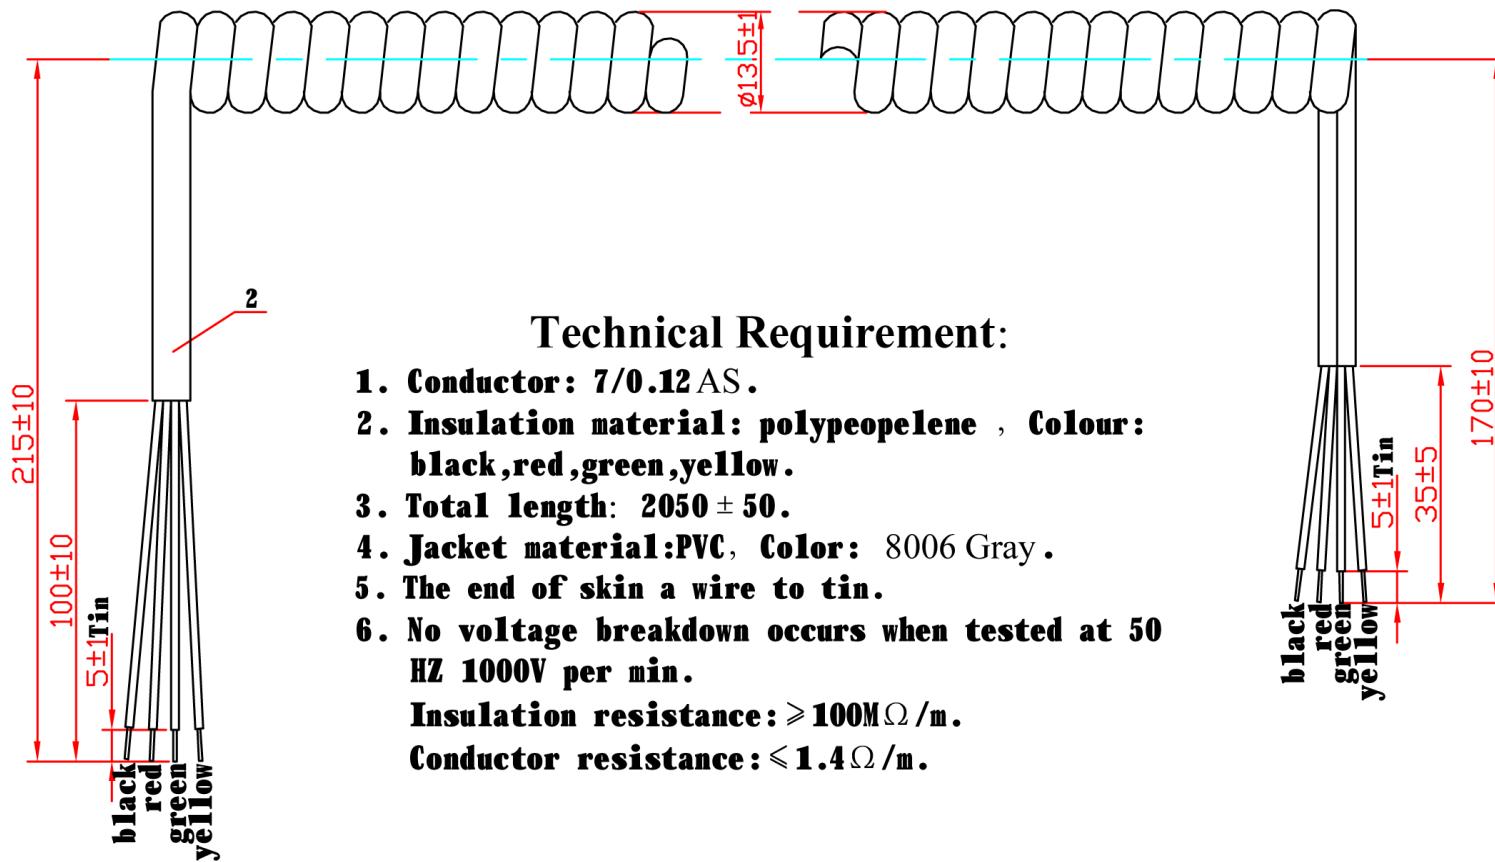 ø13.5±1
2
215±10
100±10
5±1Tin
black
red
green
yellow
Technical Requirement:
1. Conductor: 7/0.12 AS.
2. Insulation material: polypeopelene , Colour:
black,red,green,yellow.
3. Total length: 2050 ± 50.
4. Jacket material:PVC, Color: 8006 Gray.
5. The end of skin a wire to tin.
6. No voltage breakdown occurs when tested at 50
HZ 1000V per min.
Insulation resistance:≥100MΩ/m.
Conductor resistance:≤1.4Ω/m.
170±10
35±5
5±1Tin
black
red
green
yellow